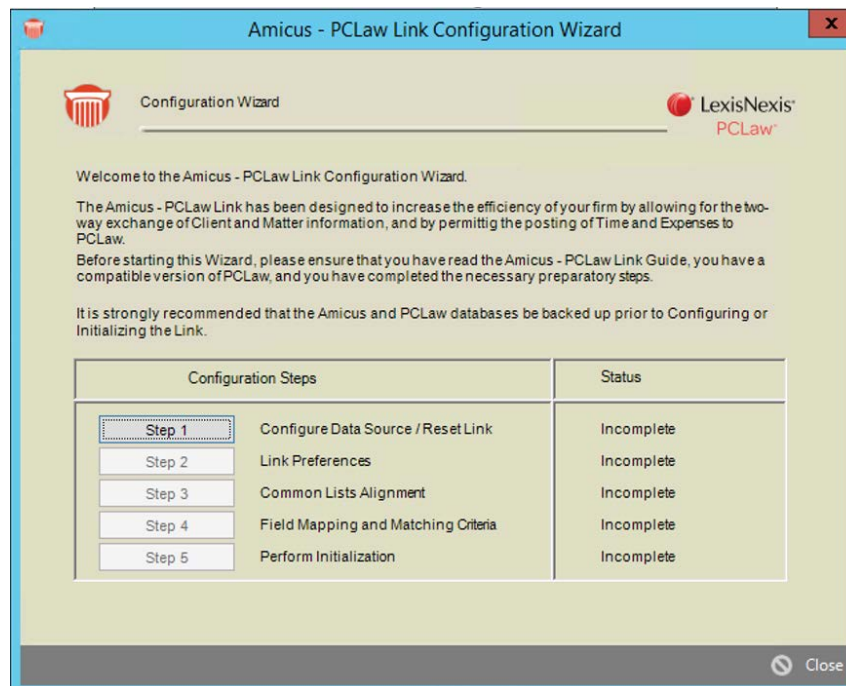 Amicus - PCLaw Link Configuration Wizard
x
Configuration Wizard
LexisNexis®
PCLaw™
Welcome to the Amicus - PCLaw Link Configuration Wizard.
The Amicus - PCLaw Link has been designed to increase the efficiency of your firm by allowing for the two-
way exchange of Client and Matter information, and by permittig the posting of Time and Expenses to
PCLaw.
Before starting this Wizard, please ensure that you have read the Amicus - PCLaw Link Guide, you have a
compatible version of PCLaw, and you have completed the necessary preparatory steps.
It is strongly recommended that the Amicus and PCLaw databases be backed up prior to Configuring or
Initializing the Link.
Configuration Steps Status
Step 1 Configure Data Source / Reset Link Incomplete
Step 2 Link Preferences Incomplete
Step 3 Common Lists Alignment Incomplete
Step 4 Field Mapping and Matching Criteria Incomplete
Step 5 Perform Initialization Incomplete
Close